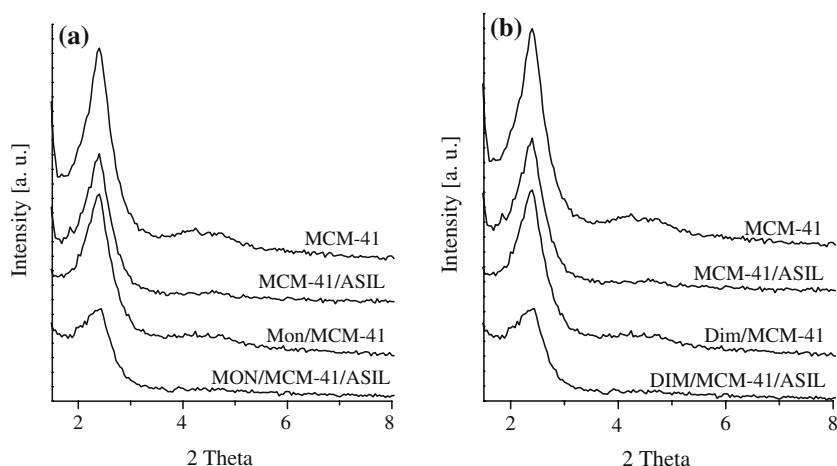 (a)
Intensity [a. u.]
MCM-41
MCM-41/ASIL
Mon/MCM-41
MON/MCM-41/ASIL
2 4 6 8
2 Theta
(b)
Intensity [a. u.]
MCM-41
MCM-41/ASIL
Dim/MCM-41
DIM/MCM-41/ASIL
2 4 6 8
2 Theta